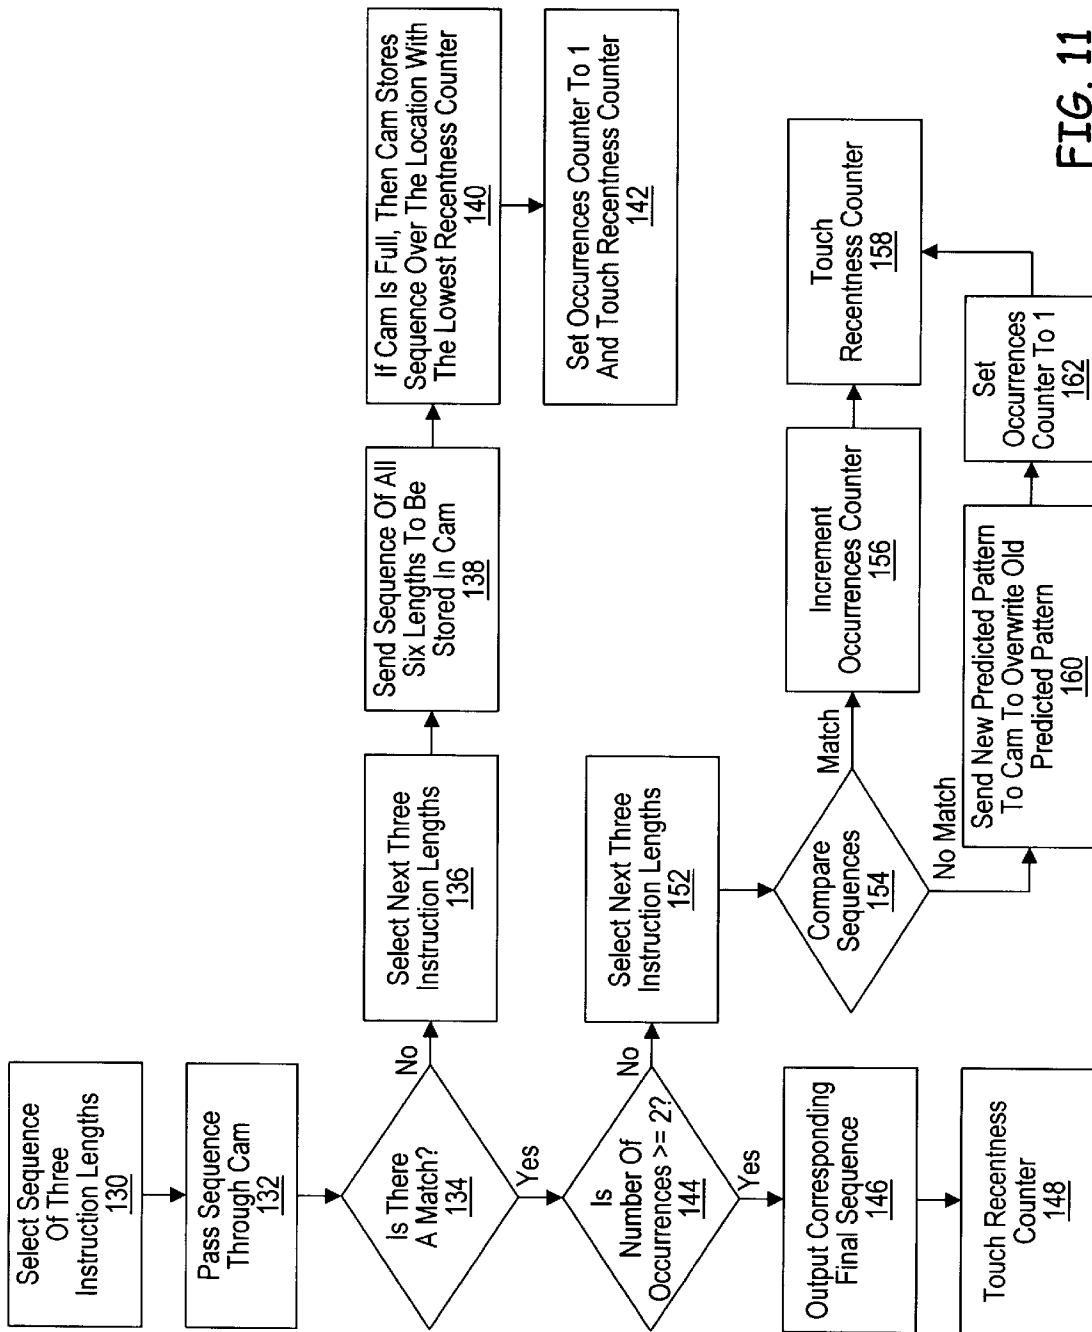 Select Sequence
Of Three
Instruction Lengths
130
Pass Sequence
Through Cam
132
Is There
A Match?
134
No
Yes
Select Next Three
Instruction Lengths
136
Send Sequence Of All
Six Lengths To Be
Stored In Cam
138
If Cam Is Full, Then Cam Stores
Sequence Over The Location With
The Lowest Recentness Counter
140
Set Occurrences Counter To 1
And Touch Recentness Counter
142
Is
Number Of
Occurrences >= 2?
144
No
Yes
Select Next Three
Instruction Lengths
152
Compare
Sequences
154
Match
No Match
Increment
Occurrences Counter
156
Touch
Recentness Counter
158
Send New Predicted Pattern
To Cam To Overwrite Old
Predicted Pattern
160
Set
Occurrences
Counter To 1
162
Output Corresponding
Final Sequence
146
Touch Recentness
Counter
148
FIG. 11